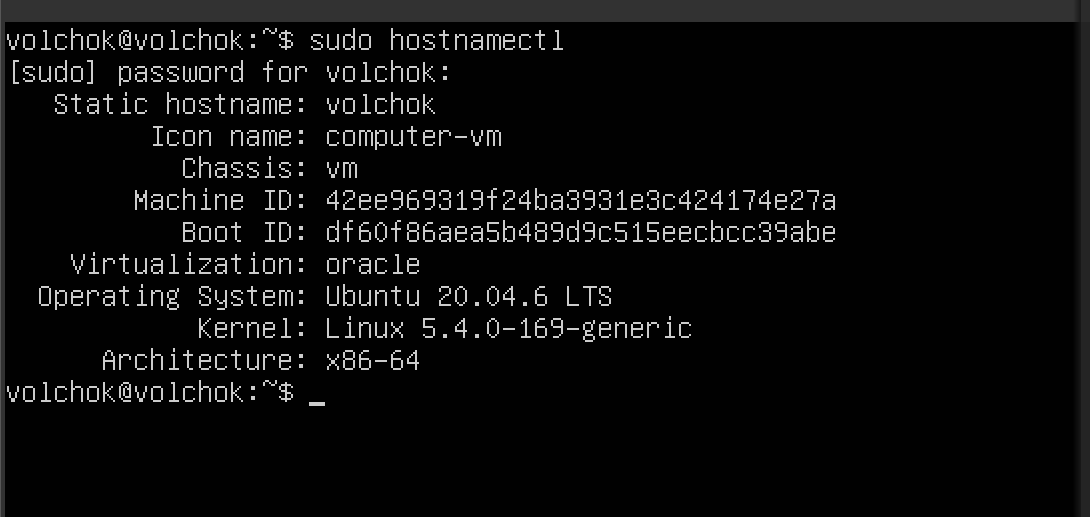 volchok@volchok:~$ sudo hostnamectl
[sudo] password for volchok:
Static hostname: volchok
Icon name: computer-vm
Chassis: vm
Machine ID: 42ee969319f24ba3931e3c424174e27a
Boot ID: df60f86aea5b489d9c515eecbcc39abe
Virtualization: oracle
Operating System: Ubuntu 20.04.6 LTS
Kernel: Linux 5.4.0-169-generic
Architecture: x86-64
volchok@volchok:~$ _